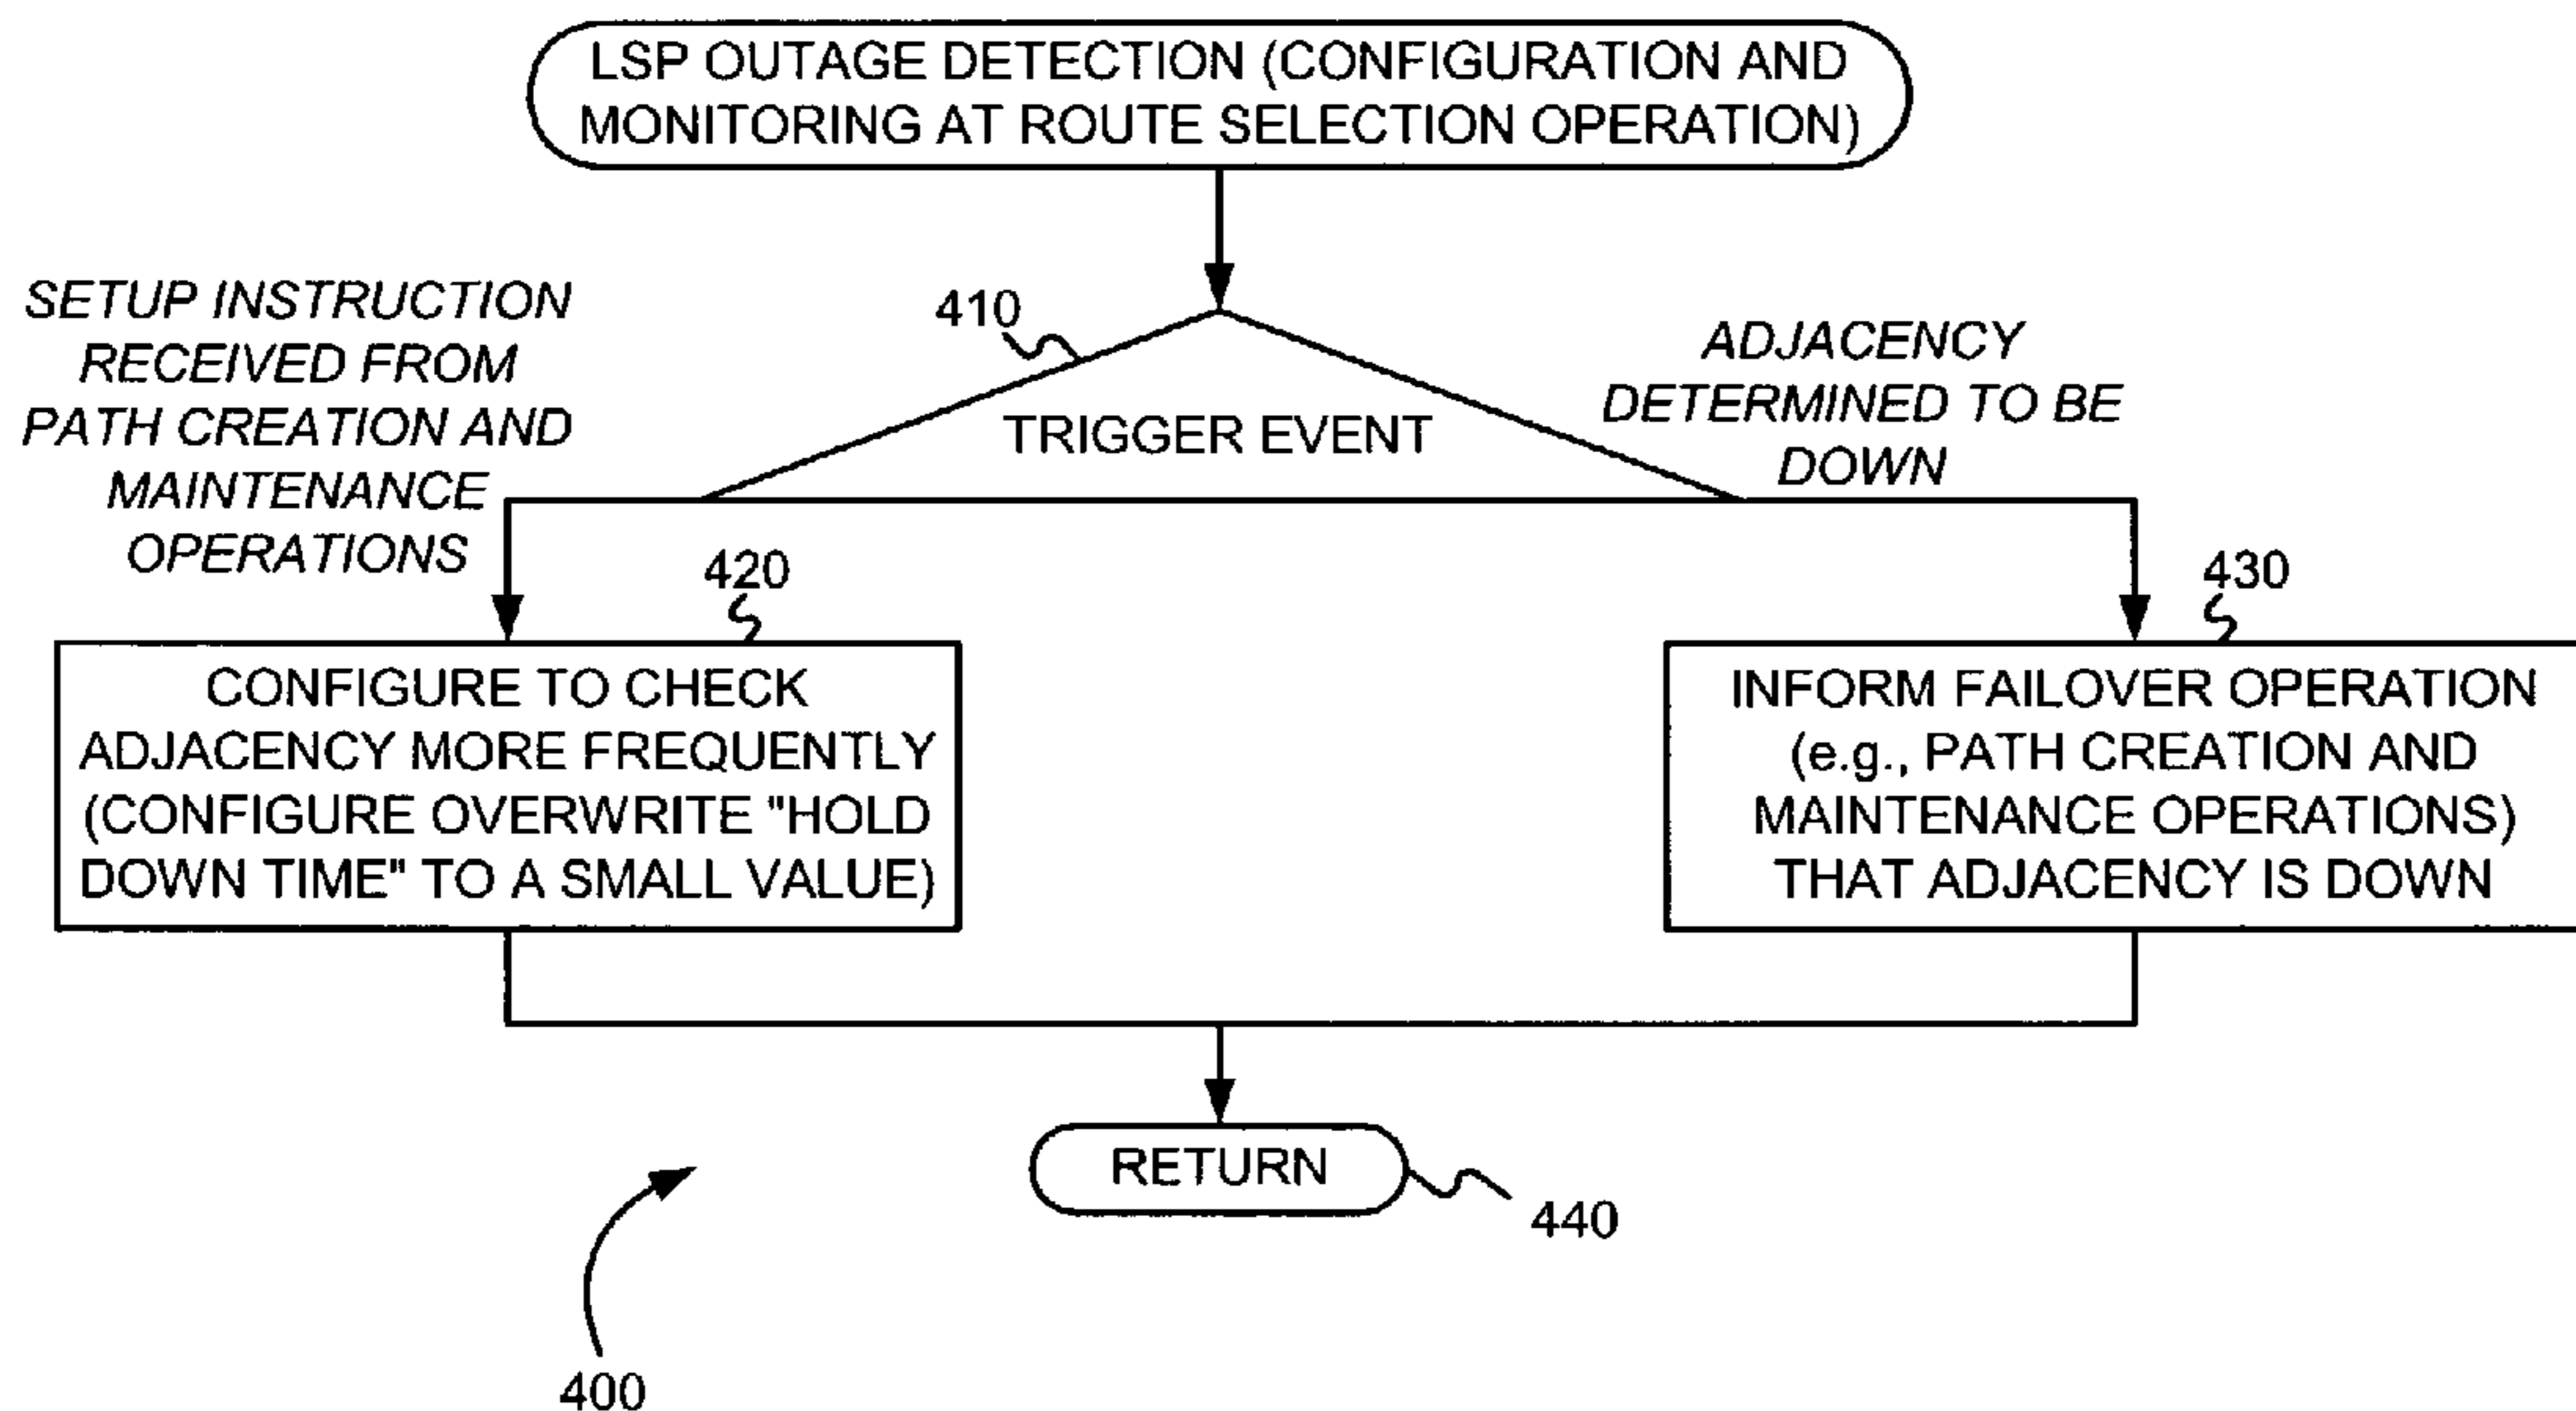 LSP OUTAGE DETECTION (CONFIGURATION AND
MONITORING AT ROUTE SELECTION OPERATION)
SETUP INSTRUCTION
RECEIVED FROM
PATH CREATION AND
MAINTENANCE
OPERATIONS
410
TRIGGER EVENT
ADJACENCY
DETERMINED TO BE
DOWN
420
CONFIGURE TO CHECK
ADJACENCY MORE FREQUENTLY
(CONFIGURE OVERWRITE "HOLD
DOWN TIME" TO A SMALL VALUE)
430
INFORM FAILOVER OPERATION
(e.g., PATH CREATION AND
MAINTENANCE OPERATIONS)
THAT ADJACENCY IS DOWN
RETURN
440
400